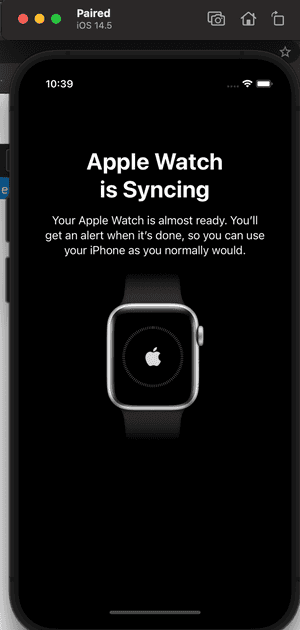 Paired
iOS 14.5
e
10:39
Apple Watch
is Syncing
Your Apple Watch is almost ready. You'll
get an alert when it's done, so you can use
your iPhone as you normally would.